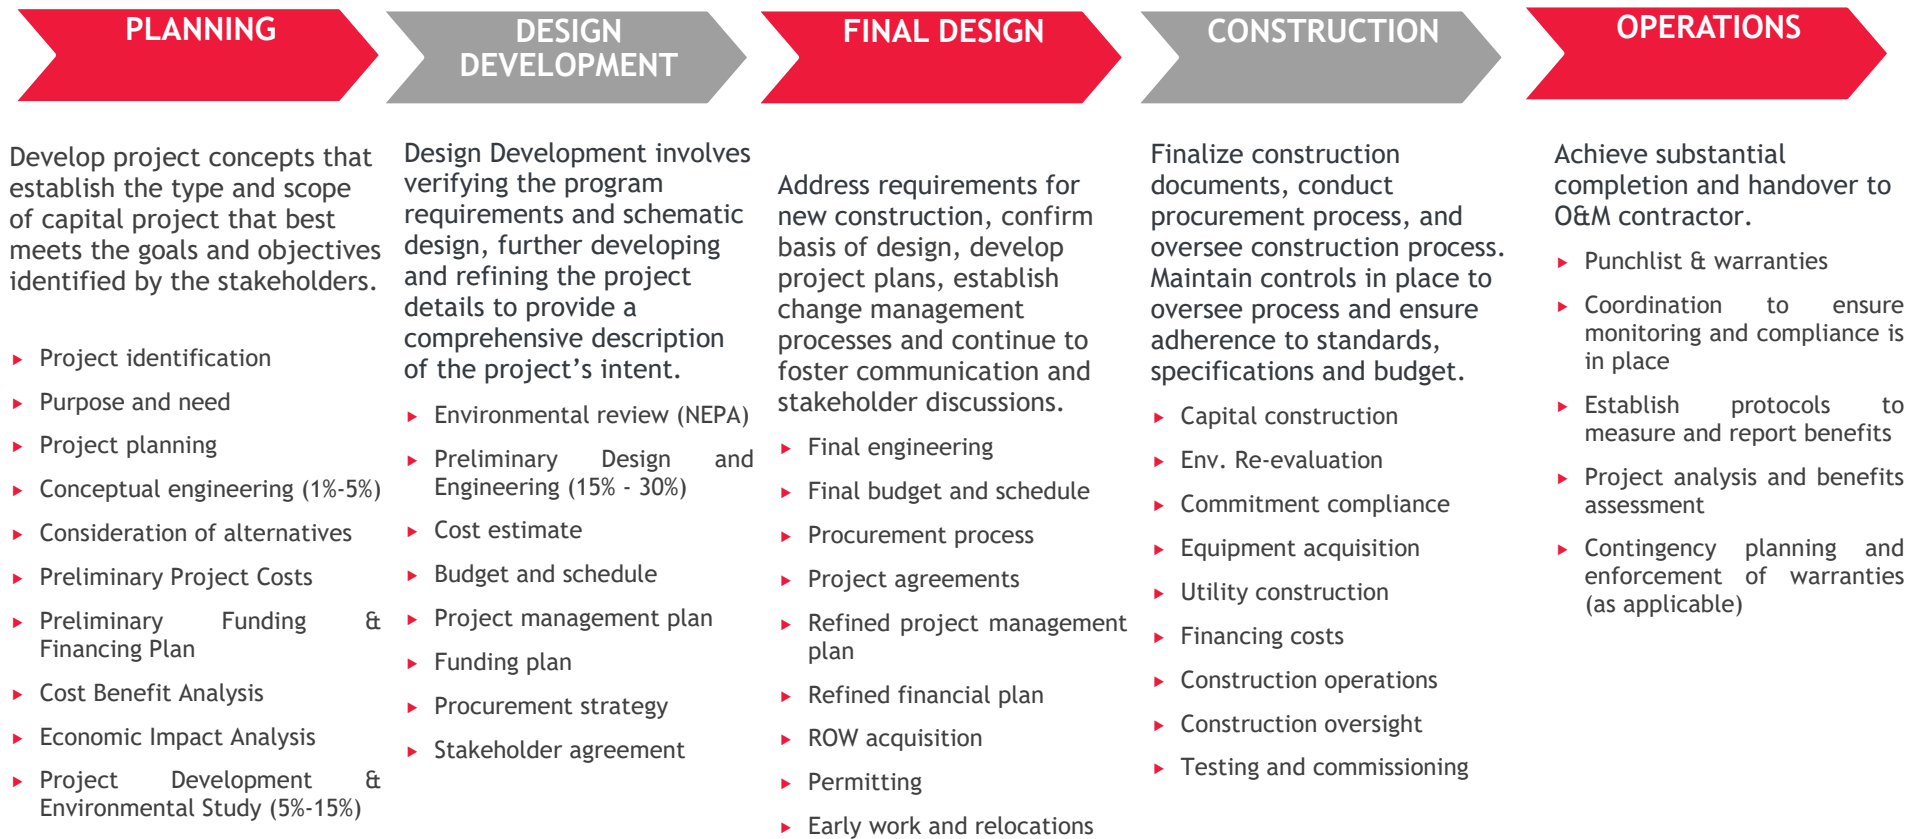 PLANNING
Develop project concepts that
establish the type and scope
of capital project that best
meets the goals and objectives
identified by the stakeholders.
▸ Project identification
▸ Purpose and need
▸ Project planning
▸ Conceptual engineering (1%-5%)
▸ Consideration of alternatives
▸ Preliminary Project Costs
▸ Preliminary Funding &
Financing Plan
▸ Cost Benefit Analysis
▸ Economic Impact Analysis
▸ Project Development &
Environmental Study (5%-15%)
DESIGN
DEVELOPMENT
Design Development involves
verifying the program
requirements and schematic
design, further developing
and refining the project
details to provide a
comprehensive description
of the project’s intent.
▸ Environmental review (NEPA)
▸ Preliminary Design and
Engineering (15% - 30%)
▸ Cost estimate
▸ Budget and schedule
▸ Project management plan
▸ Funding plan
▸ Procurement strategy
▸ Stakeholder agreement
FINAL DESIGN
Address requirements for
new construction, confirm
basis of design, develop
project plans, establish
change management
processes and continue to
foster communication and
stakeholder discussions.
▸ Final engineering
▸ Final budget and schedule
▸ Procurement process
▸ Project agreements
▸ Refined project management
plan
▸ Refined financial plan
▸ ROW acquisition
▸ Permitting
▸ Early work and relocations
CONSTRUCTION
Finalize construction
documents, conduct
procurement process, and
oversee construction process.
Maintain controls in place to
oversee process and ensure
adherence to standards,
specifications and budget.
▸ Capital construction
▸ Env. Re-evaluation
▸ Commitment compliance
▸ Equipment acquisition
▸ Utility construction
▸ Financing costs
▸ Construction operations
▸ Construction oversight
▸ Testing and commissioning
OPERATIONS
Achieve substantial
completion and handover to
O&M contractor.
▸ Punchlist & warranties
▸ Coordination to ensure
monitoring and compliance is
in place
▸ Establish protocols to
measure and report benefits
▸ Project analysis and benefits
assessment
▸ Contingency planning and
enforcement of warranties
(as applicable)